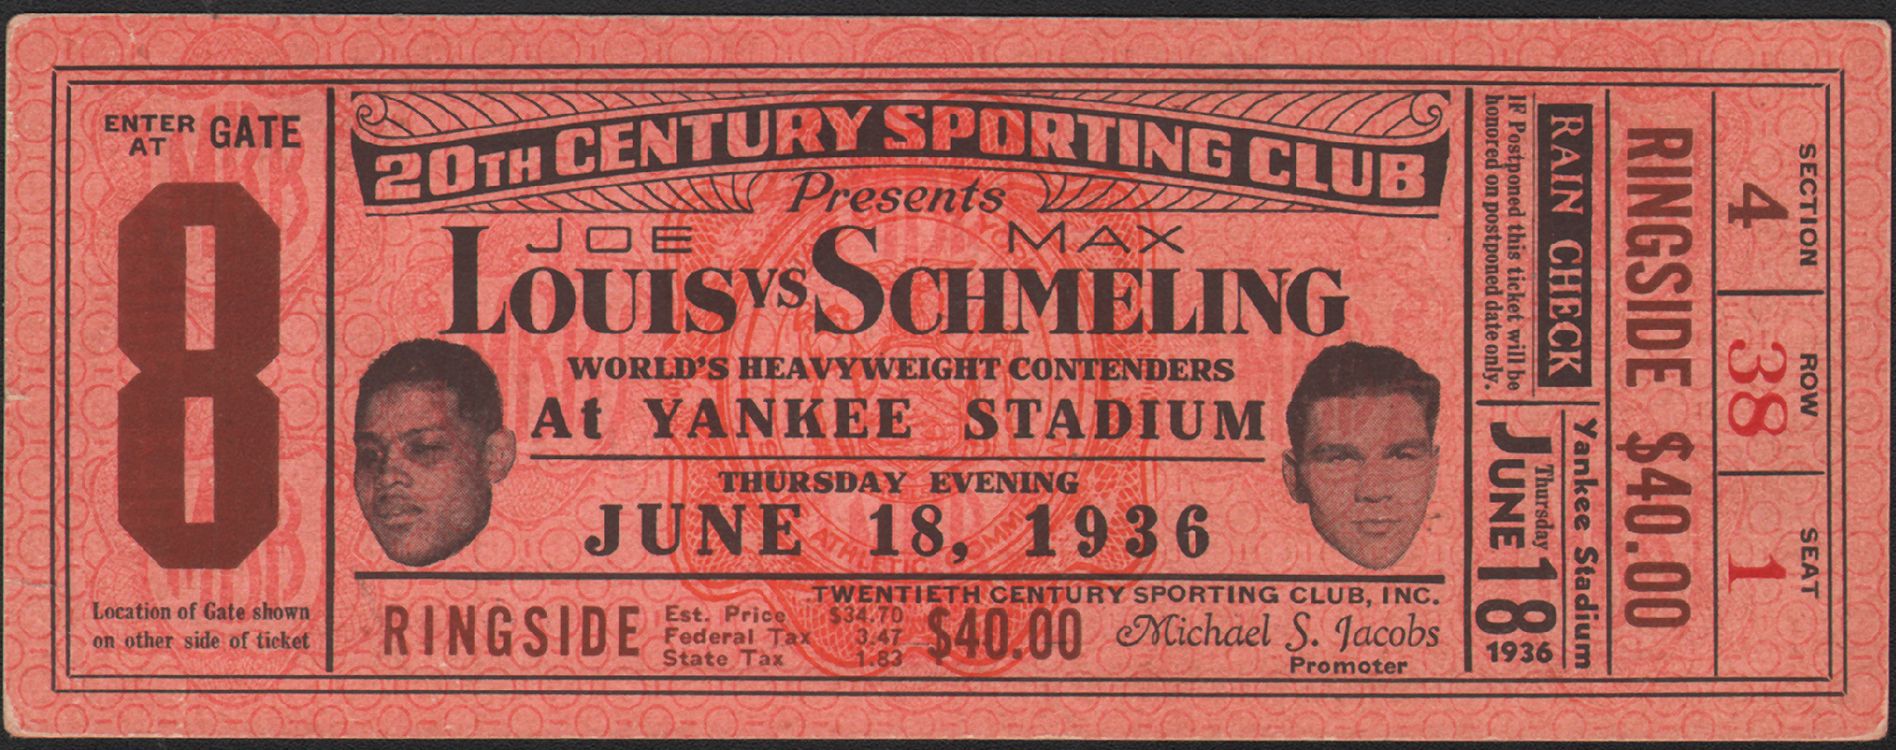 ENTER AT GATE
8
Location of Gate shown
on other side of ticket
20TH CENTURY SPORTING CLUB
Presents
JOE MAX
LOUIS VS SCHMELING
WORLD'S HEAVYWEIGHT CONTENDERS
At YANKEE STADIUM
THURSDAY EVENING
JUNE 18, 1936
TWENTIETH CENTURY SPORTING CLUB, INC.
RINGSIDE
Est. Price $34.70
Federal Tax 3.47
State Tax 1.83
$40.00
Michael S. Jacobs
Promoter
RAIN CHECK
IF Postponed this ticket will be
honored on postponed date only.
Yankee Stadium
Thursday
JUNE 18
1936
RINGSIDE $40.00
SECTION
4
ROW
38
SEAT
1